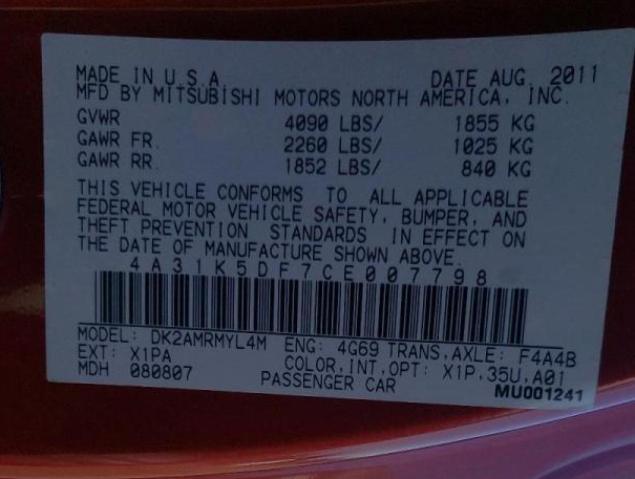 MADE IN U.S.A. DATE AUG. 2011
MFD BY MITSUBISHI MOTORS NORTH AMERICA, INC.
GVWR 4090 LBS/ 1855 KG
GAWR FR. 2260 LBS/ 1025 KG
GAWR RR. 1852 LBS/ 840 KG
THIS VEHICLE CONFORMS TO ALL APPLICABLE
FEDERAL MOTOR VEHICLE SAFETY, BUMPER, AND
THEFT PREVENTION STANDARDS IN EFFECT ON
THE DATE OF MANUFACTURE SHOWN ABOVE.
4A31K5DF7CE007798
MODEL: DK2AMRMYL4M ENG: 4G69 TRANS,AXLE: F4A4B
EXT: X1PA COLOR,INT,OPT: X1P,35U,A01
MDH 080807 PASSENGER CAR MU001241